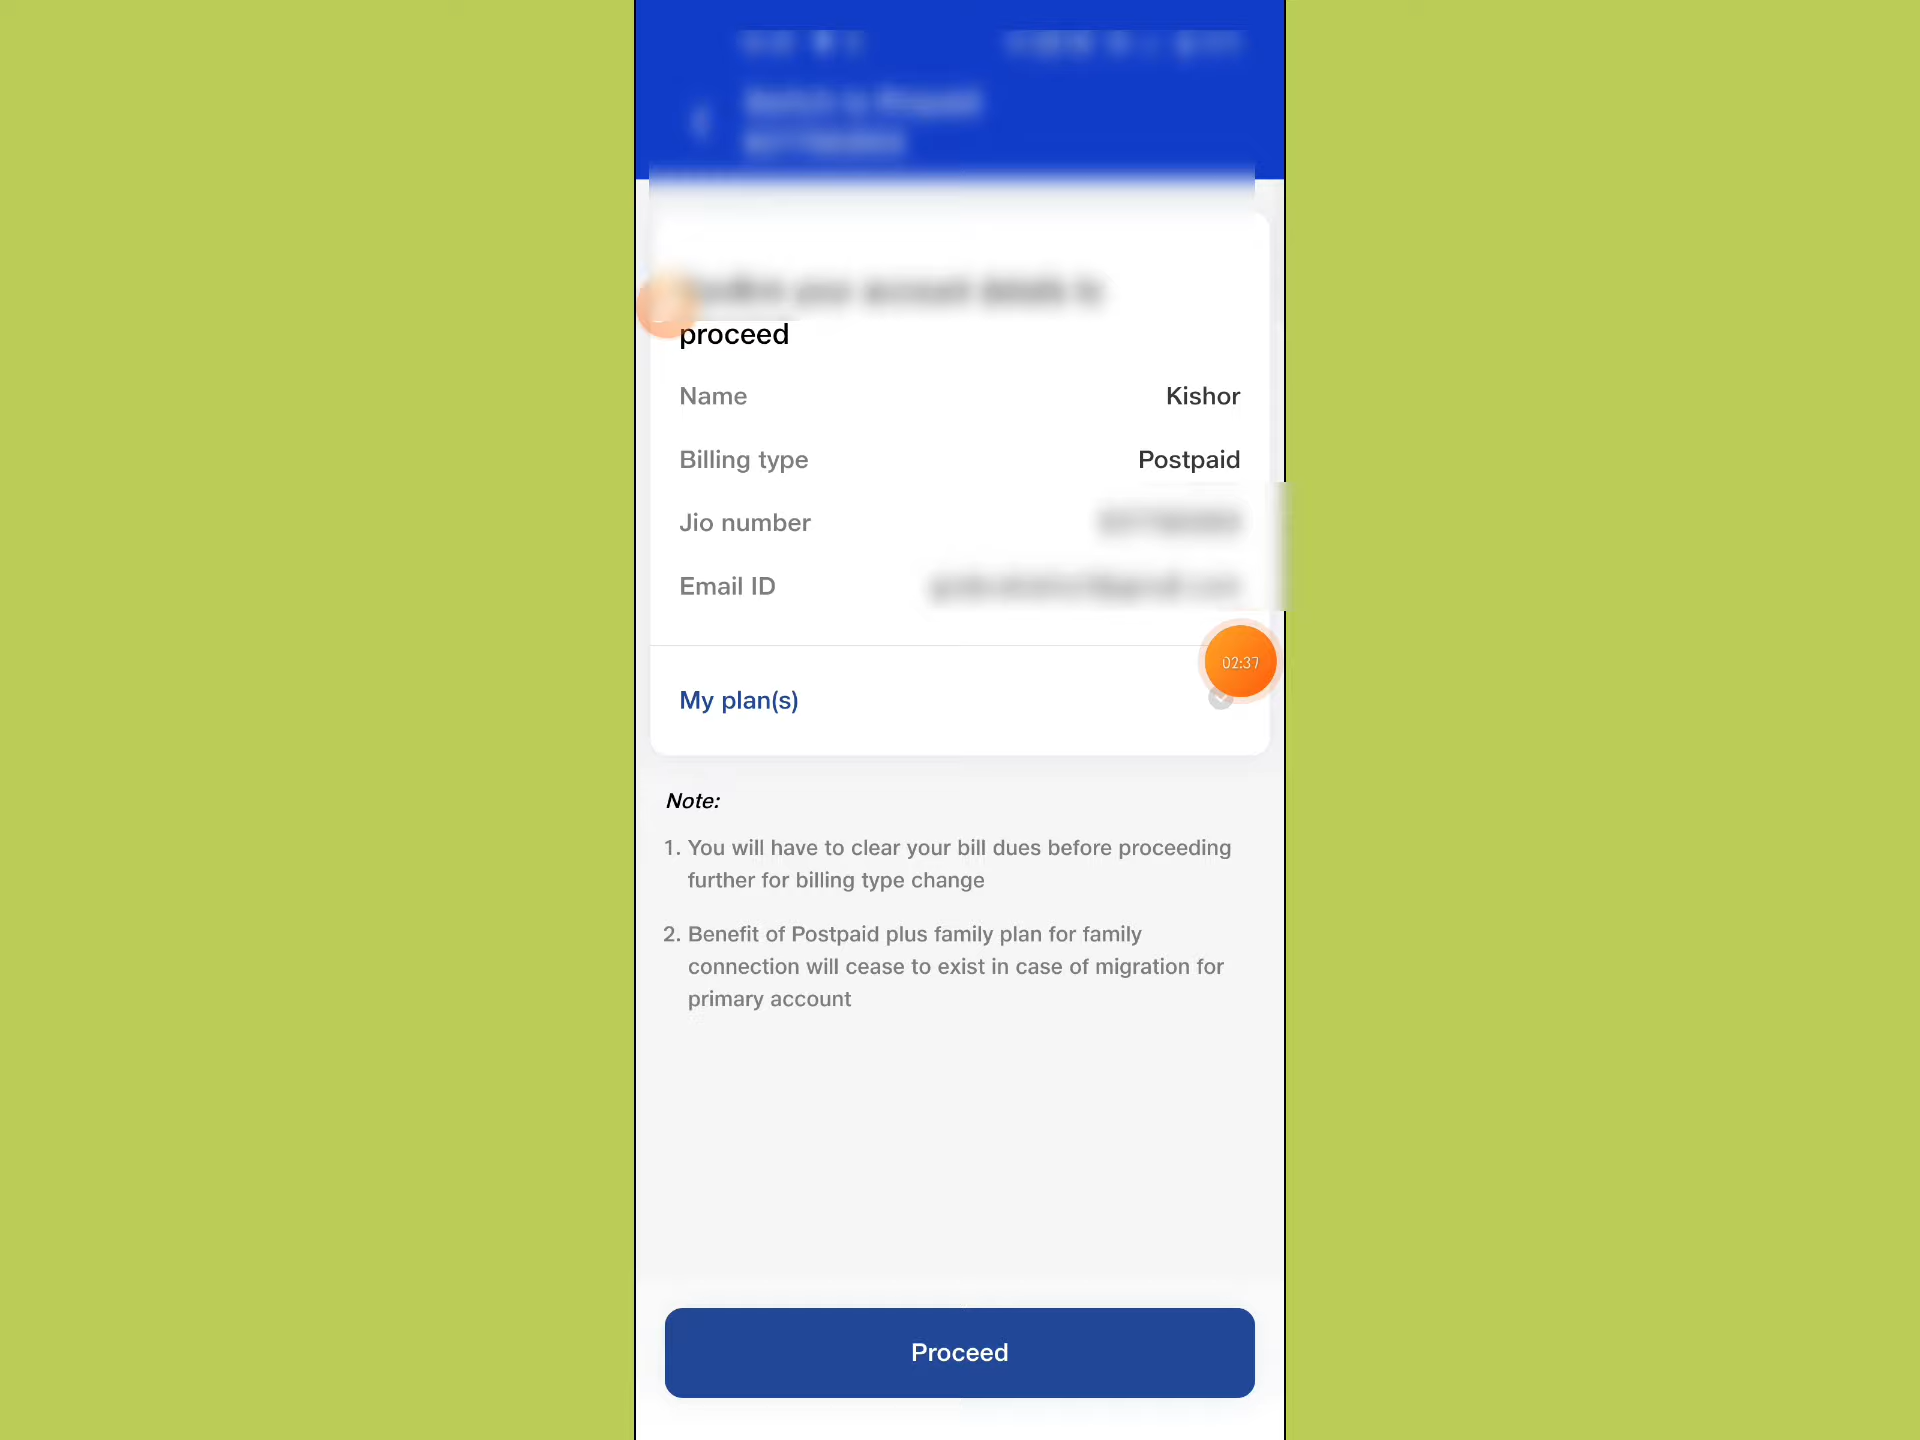 proceed
Name Kishor
Billing type Postpaid
Jio number
Email ID
02:37
My plan(s)
Note:
1. You will have to clear your bill dues before proceeding
further for billing type change
2. Benefit of Postpaid plus family plan for family
connection will cease to exist in case of migration for
primary account
Proceed